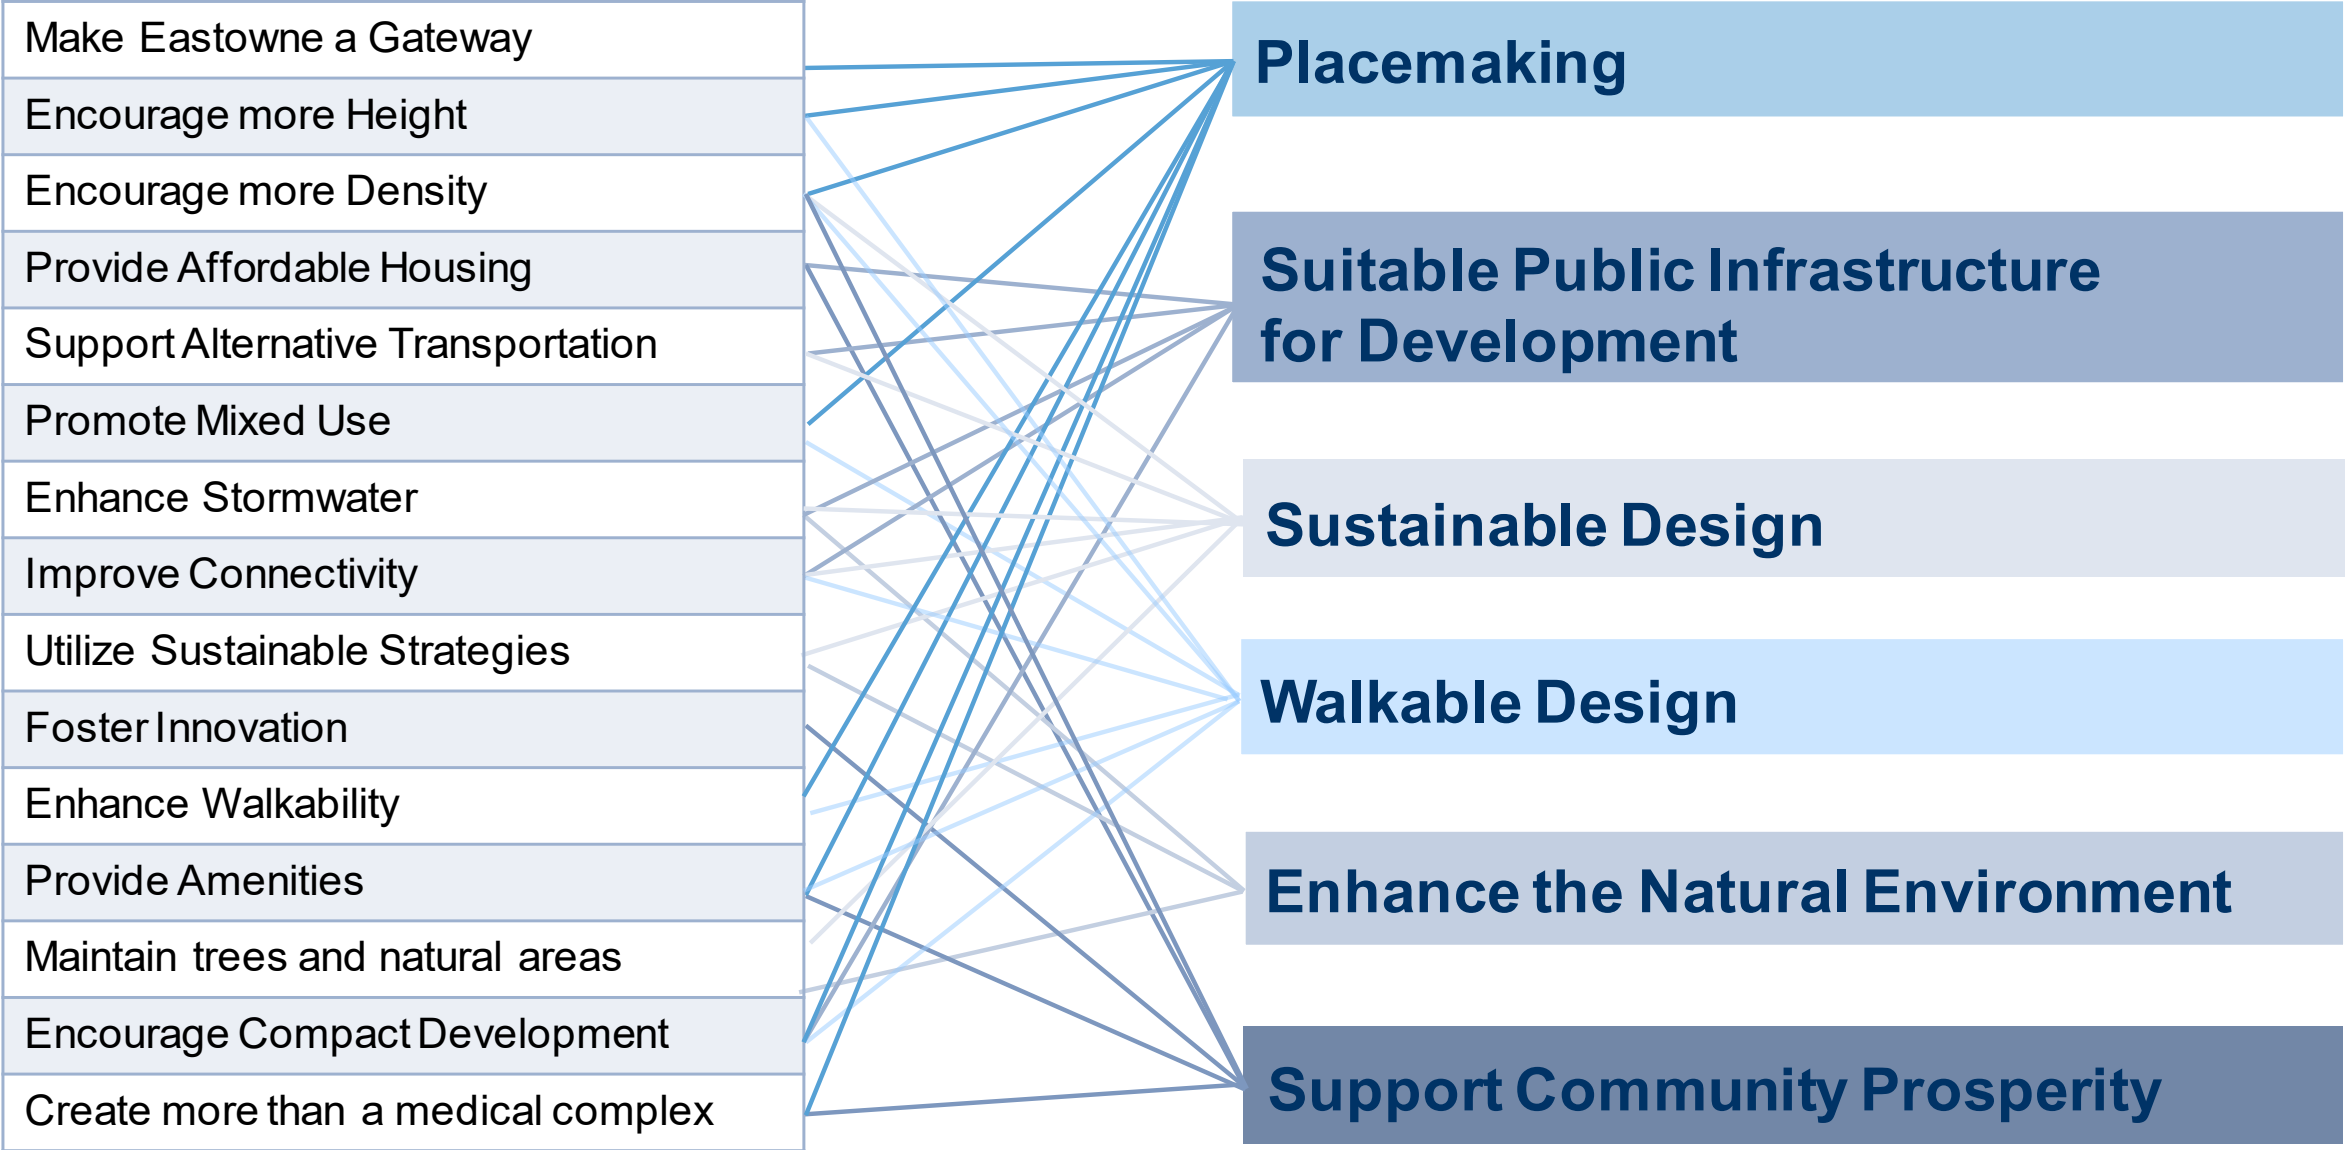 Make Eastowne a Gateway
Encourage more Height
Encourage more Density
Provide Affordable Housing
Support Alternative Transportation
Promote Mixed Use
Enhance Stormwater
Improve Connectivity
Utilize Sustainable Strategies
Foster Innovation
Enhance Walkability
Provide Amenities
Maintain trees and natural areas
Encourage Compact Development
Create more than a medical complex
Placemaking
Suitable Public Infrastructure
for Development
Sustainable Design
Walkable Design
Enhance the Natural Environment
Support Community Prosperity